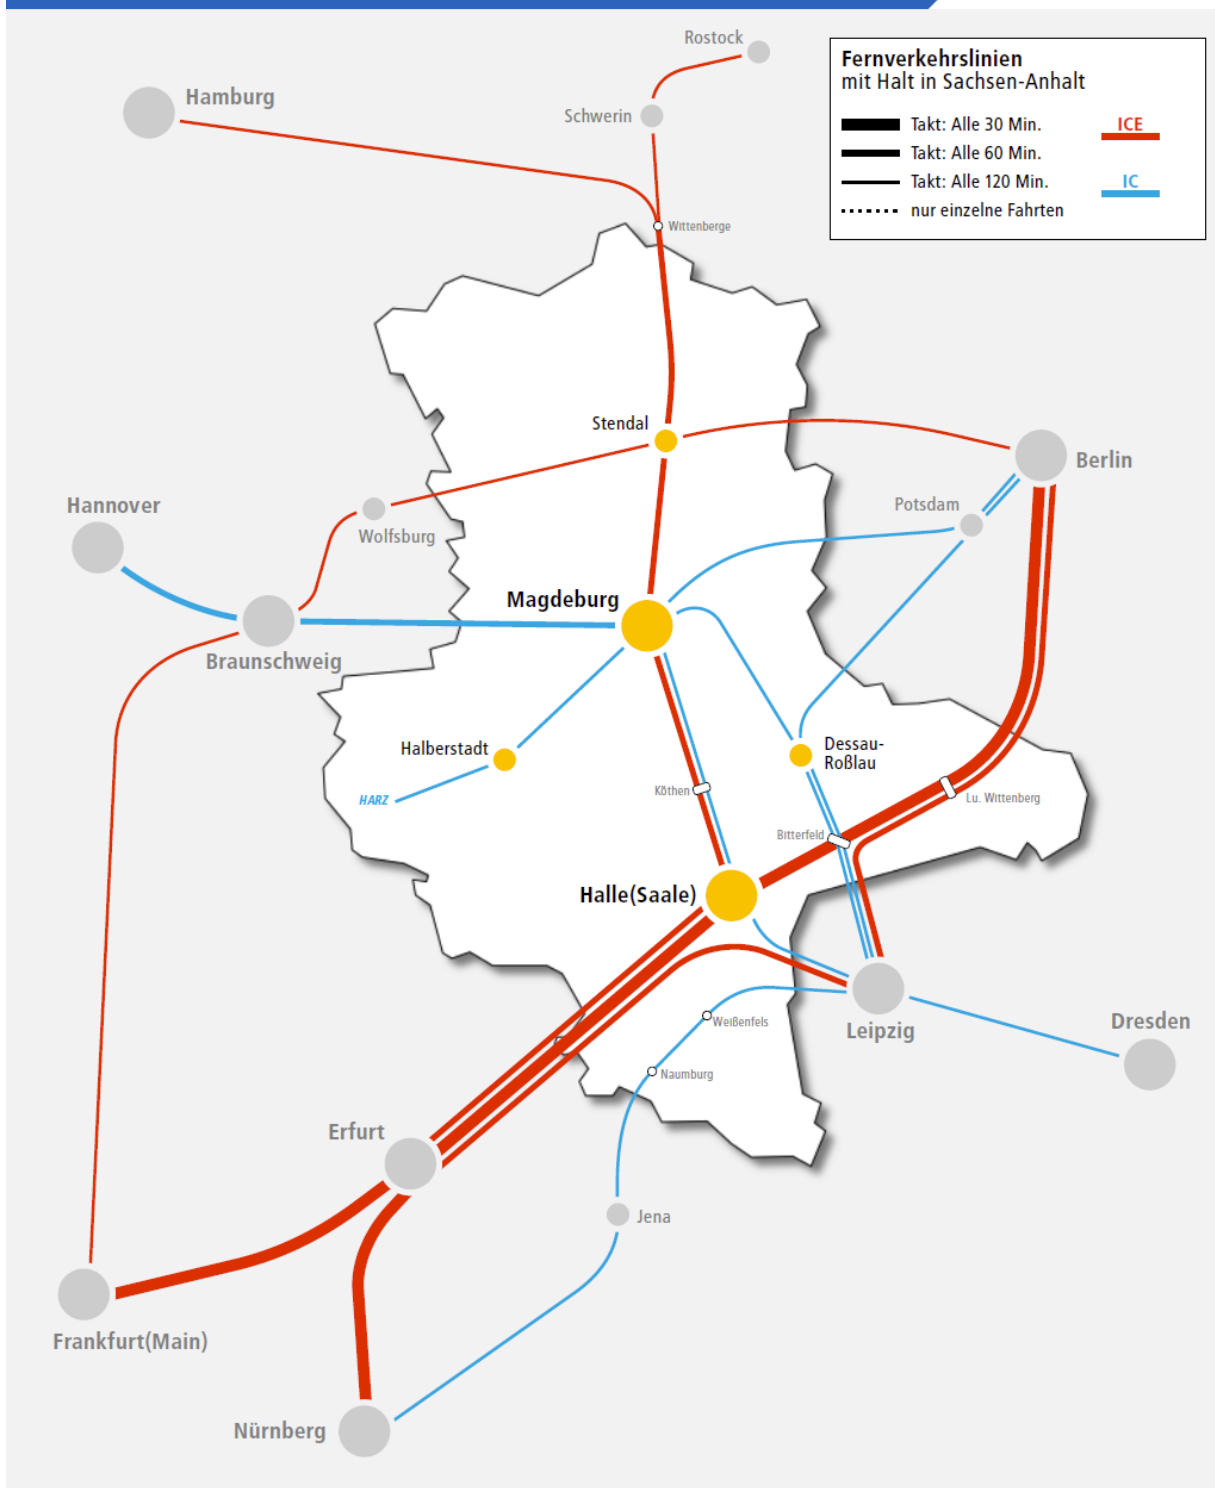 Rostock
Fernverkehrslinien
mit Halt in Sachsen-Anhalt
Hamburg
Schwerin
Takt: Alle 30 Min.
ICE
Takt: Alle 60 Min.
Takt: Alle 120 Min.
IC
nur einzelne Fahrten
Wittenberge
Stendal
Berlin
Hannover
Potsdam
Wolfsburg
Magdeburg
Braunschweig
Halberstadt
Dessau-
Roßlau
HARZ
Köthen
Lu. Wittenberg
Bitterfeld
Halle(Saale)
Weißenfels
Leipzig
Dresden
Naumburg
Erfurt
Jena
Frankfurt(Main)
Nürnberg